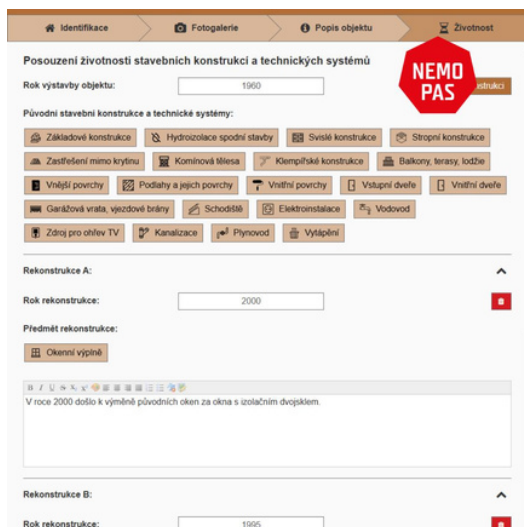 Identifikace
Fotogalerie
Popis objektu
Životnost
Posouzení životnosti stavebních konstrukcí a technických systémů
NEMO
PAS
Rok výstavby objektu:
1960
Původní stavební konstrukce a technické systémy:
Základové konstrukce
Hydroizolace spodní stavby
Svislé konstrukce
Stropní konstrukce
Zastřešení mimo krytinu
Komínová tělesa
Klempířské konstrukce
Balkony, terasy, lodžie
Vnější povrchy
Podlahy a jejich povrchy
Vnitřní povrchy
Vstupní dveře
Vnitřní dveře
Garážová vrata, vjezdové brány
Schodiště
Elektroinstalace
Vodovod
Zdroj pro ohřev TV
Kanalizace
Plynovod
Vytápění
Rekonstrukce A:
Rok rekonstrukce:
2000
Předmět rekonstrukce:
Okenní výplně
V roce 2000 došlo k výměně původních oken za okna s izolačním dvojsklem.
Rekonstrukce B:
Rok rekonstrukce:
1995